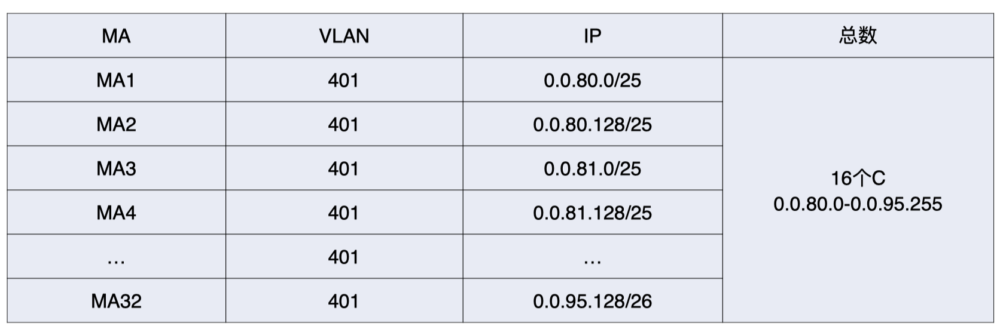 MA VLAN IP 总数
MA1 401 0.0.80.0/25
MA2 401 0.0.80.128/25
MA3 401 0.0.81.0/25
16个C
0.0.80.0-0.0.95.255
MA4 401 0.0.81.128/25
... 401 ...
MA32 401 0.0.95.128/26